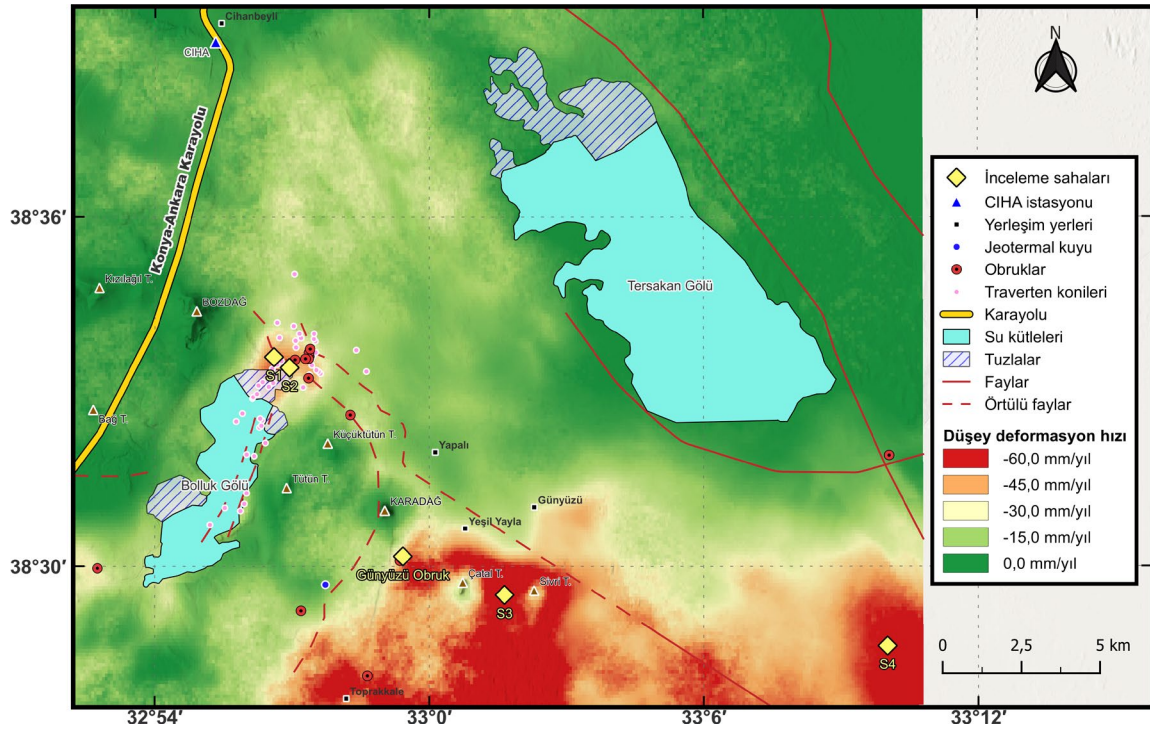 Cihanbeyli
CIHA
Konya-Ankara Karayolu
N
38°36′
Kızılağıl T.
BOZDAĞ
Tersakan Gölü
S1
S2
Bağ T.
Küçüktütün T.
Yapalı
Bolluk Gölü
Tütün T.
KARADAĞ
Günyüzü
Yeşil Yayla
38°30′
Günyüzü Obruk
Çatal T.
Sivri T.
S3
S4
Toprakkale
32°54′
33°0′
33°6′
33°12′
İnceleme sahaları
CIHA istasyonu
Yerleşim yerleri
Jeotermal kuyu
Obruklar
Traverten konileri
Karayolu
Su kütleleri
Tuzlalar
Faylar
Örtülü faylar
Düşey deformasyon hızı
-60,0 mm/yıl
-45,0 mm/yıl
-30,0 mm/yıl
-15,0 mm/yıl
0,0 mm/yıl
0 2,5 5 km